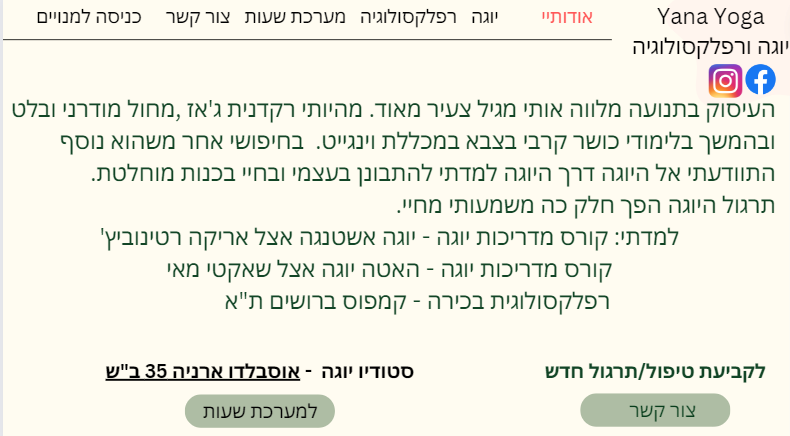 Yana Yoga
יוגה ורפלקסולוגיה
אודותיי יוגה רפלקסולוגיה מערכת שעות צור קשר כניסה למנויים
העיסוק בתנועה מלווה אותי מגיל צעיר מאוד. מהיותי רקדנית ג'אז ,מחול מודרני ובלט
ובהמשך בלימודי כושר קרבי בצבא במכללת וינגייט. בחיפושי אחר משהוא נוסף
התוודעתי אל היוגה דרך היוגה למדתי להתבונן בעצמי ובחיי בכנות מוחלטת.
תרגול היוגה הפך חלק כה משמעותי מחיי.
למדתי: קורס מדריכות יוגה - יוגה אשטנגה אצל אריקה רטינוביץ'
קורס מדריכות יוגה - האטה יוגה אצל שאקטי מאי
רפלקסולוגית בכירה - קמפוס ברושים ת"א
לקביעת טיפול/תרגול חדש
סטודיו יוגה - אוסבלדו ארניה 35 ב"ש
צור קשר
למערכת שעות